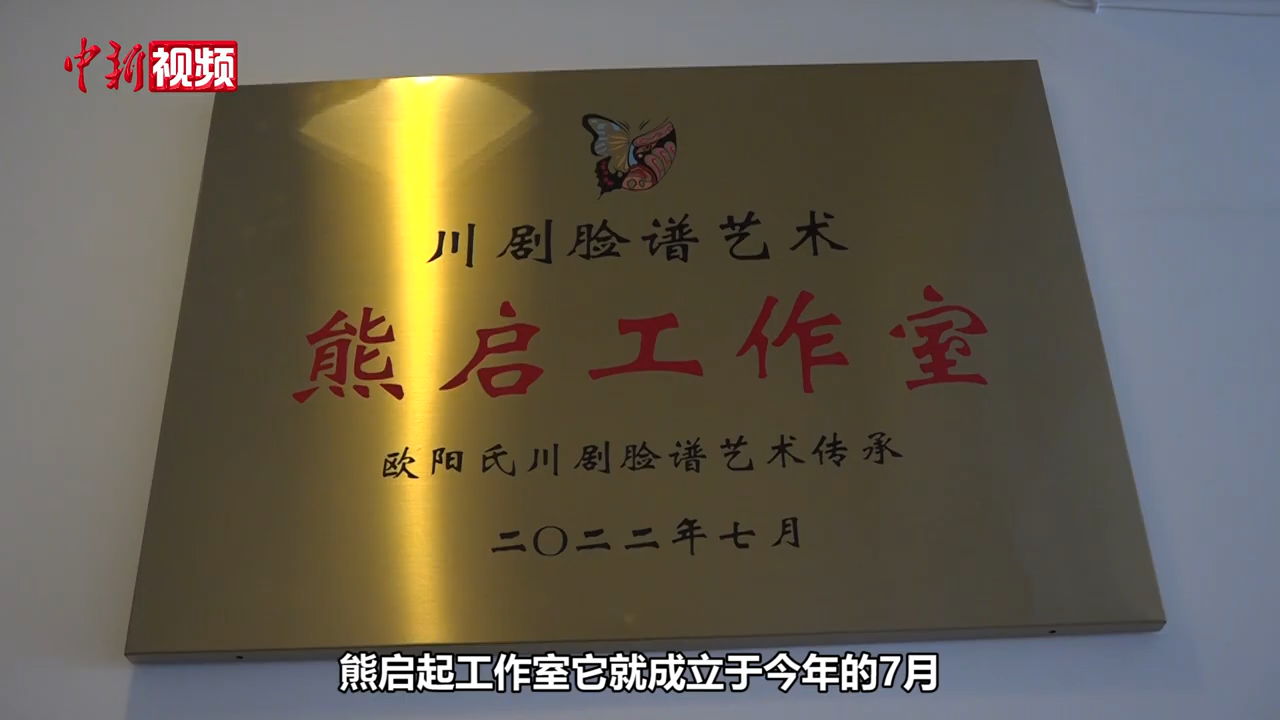 中新视频
川剧脸谱艺术
熊启工作室
欧阳氏川剧脸谱艺术传承
二〇二二年七月
熊启起工作室它就成立于今年的7月